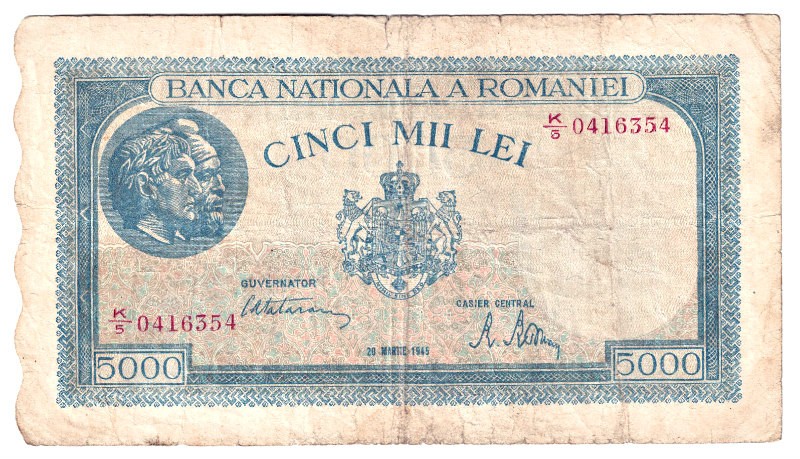 BANCA NATIONALA A ROMANIEI
CINCI MII LEI
K/5 0416354
GUVERNATOR
CASIER CENTRAL
K/5 0416354
20 MARTIE 1945
5000
5000